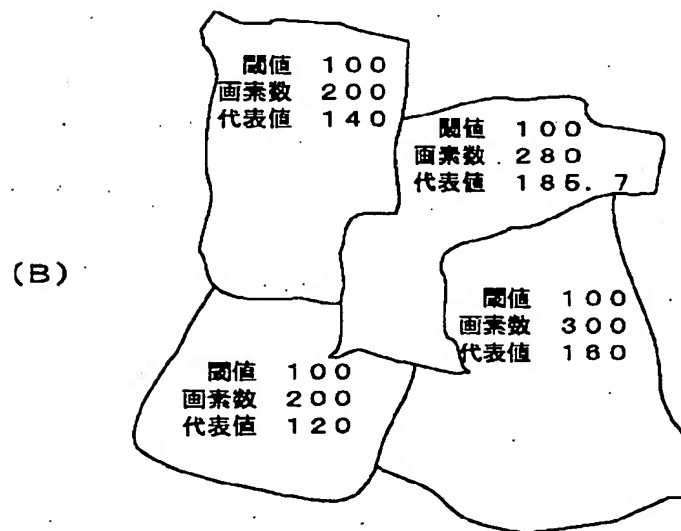 閾値 100
画素数 200
代表値 140
閾値 100
画素数 280
代表値 185.7
(B)
閾値 100
画素数 300
代表値 160
閾値 100
画素数 200
代表値 120